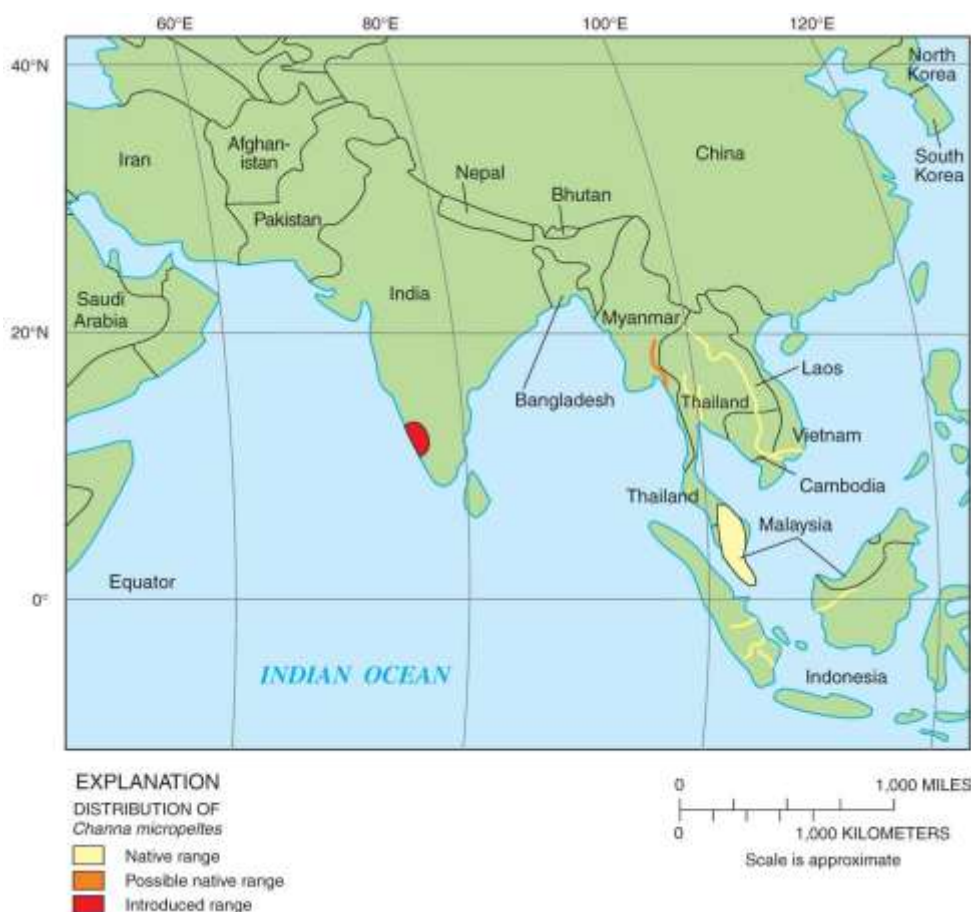 60°E 80°E 100°E 120°E
40°N
North
Korea
Afghan-
istan
Iran
China
South
Korea
Nepal
Bhutan
Pakistan
India
Saudi
Arabia
Myanmar
20°N
Laos
Bangladesh
Thailand
Vietnam
Cambodia
Thailand
Malaysia
Equator
0°
INDIAN OCEAN
Indonesia
EXPLANATION
DISTRIBUTION OF
Channa micropeltes
Native range
Possible native range
Introduced range
0 1,000 MILES
0 1,000 KILOMETERS
Scale is approximate